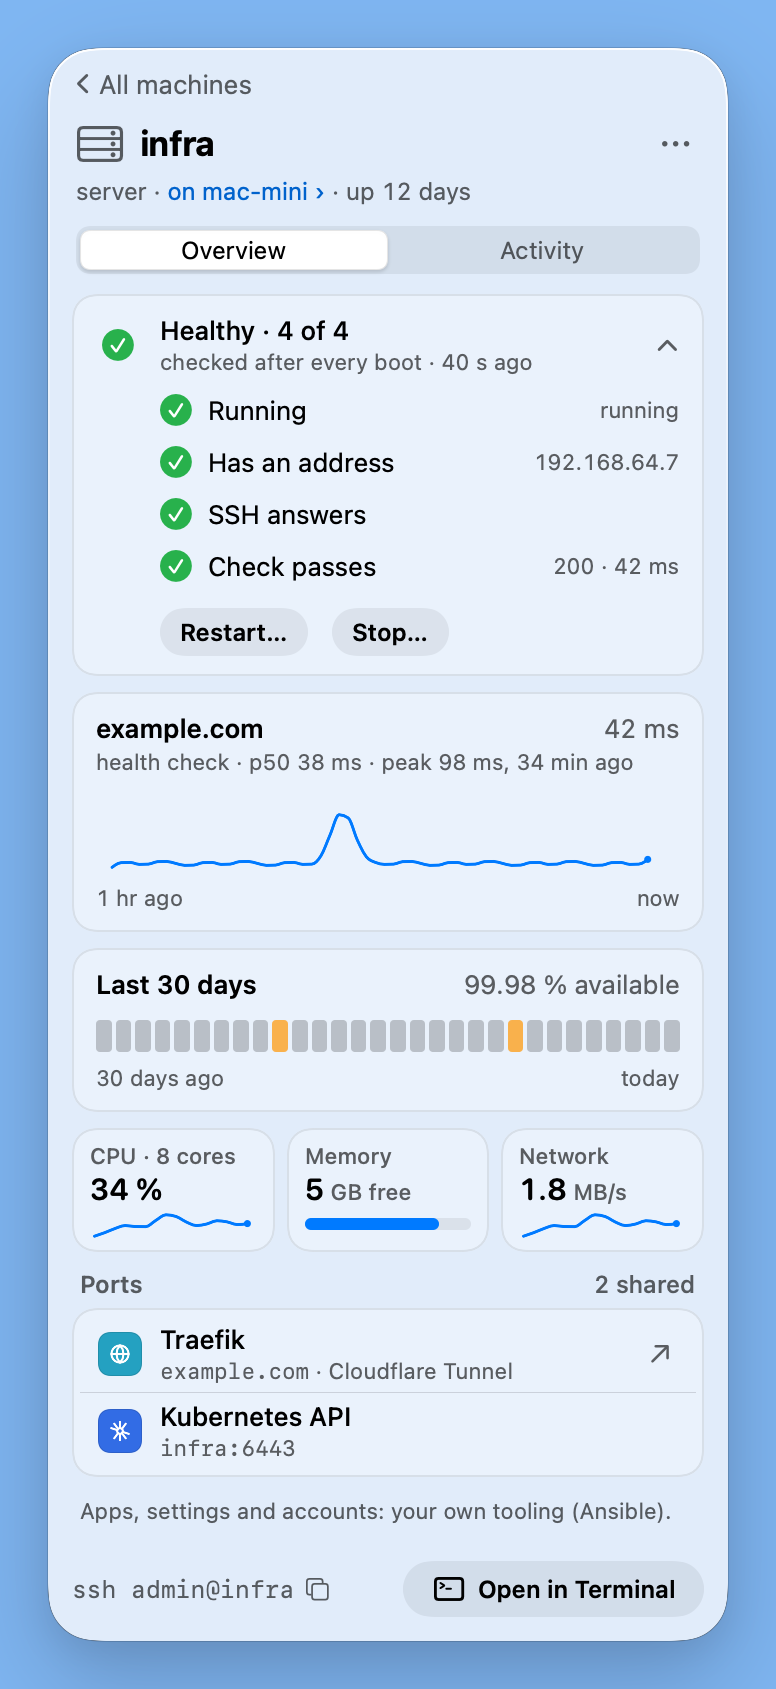 All machines
infra
server · on mac-mini › · up 12 days
Overview
Activity
Healthy · 4 of 4
checked after every boot · 40 s ago
Running
running
Has an address
192.168.64.7
SSH answers
Check passes
200 · 42 ms
Restart...
Stop...
example.com
42 ms
health check · p50 38 ms · peak 98 ms, 34 min ago
1 hr ago
now
Last 30 days
99.98 % available
30 days ago
today
CPU · 8 cores
34 %
Memory
5 GB free
Network
1.8 MB/s
Ports
2 shared
Traefik
example.com · Cloudflare Tunnel
Kubernetes API
infra:6443
Apps, settings and accounts: your own tooling (Ansible).
ssh admin@infra
Open in Terminal